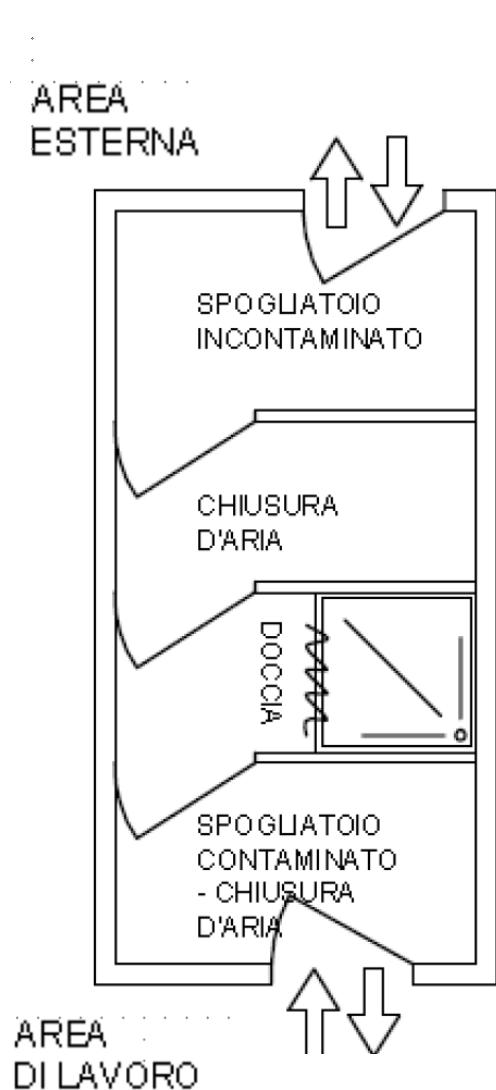 AREA
ESTERNA
SPOGLIATOIO
INCONTAMINATO
CHIUSURA
D'ARIA
DOCCIA
SPOGLIATOIO
CONTAMINATO
- CHIUSURA
D'ARIA
AREA
DI LAVORO